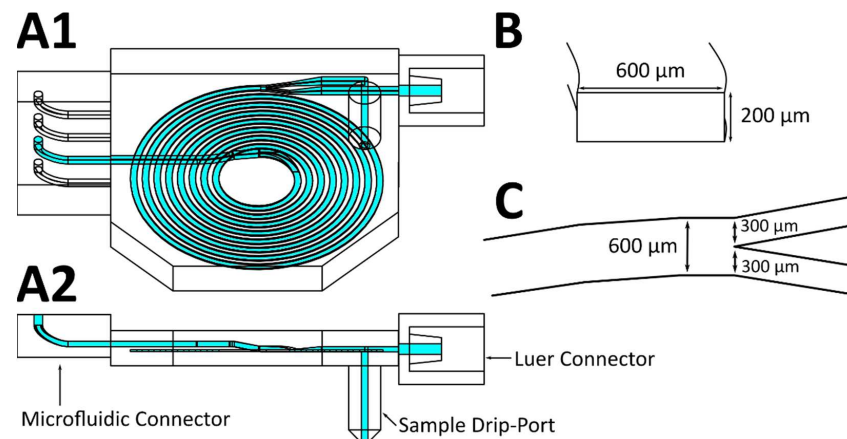 A1
B
600 µm
200 µm
C
300 µm
600 µm
300 µm
A2
Luer Connector
Microfluidic Connector
Sample Drip-Port